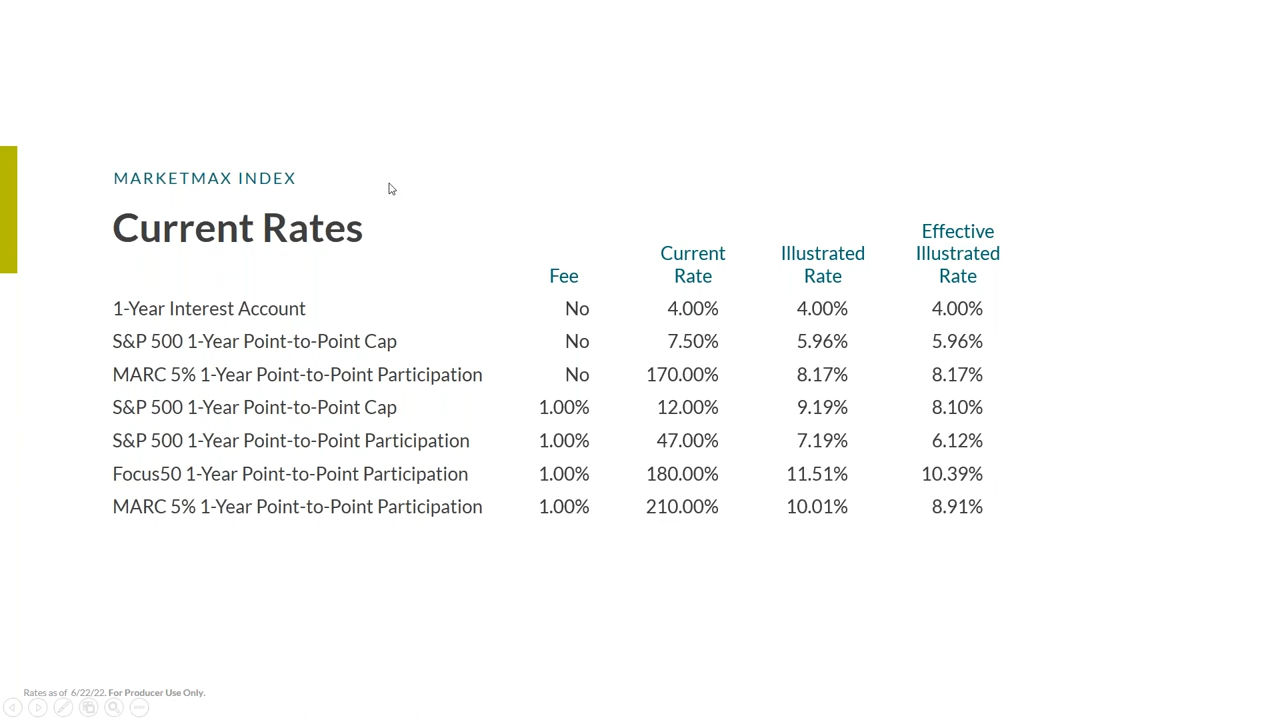 MARKETMAX INDEX
Current Rates
Fee Current Rate Illustrated Rate Effective Illustrated Rate
1-Year Interest Account No 4.00% 4.00% 4.00%
S&P 500 1-Year Point-to-Point Cap No 7.50% 5.96% 5.96%
MARC 5% 1-Year Point-to-Point Participation No 170.00% 8.17% 8.17%
S&P 500 1-Year Point-to-Point Cap 1.00% 12.00% 9.19% 8.10%
S&P 500 1-Year Point-to-Point Participation 1.00% 47.00% 7.19% 6.12%
Focus50 1-Year Point-to-Point Participation 1.00% 180.00% 11.51% 10.39%
MARC 5% 1-Year Point-to-Point Participation 1.00% 210.00% 10.01% 8.91%
Rates as of 6/22/22. For Producer Use Only.